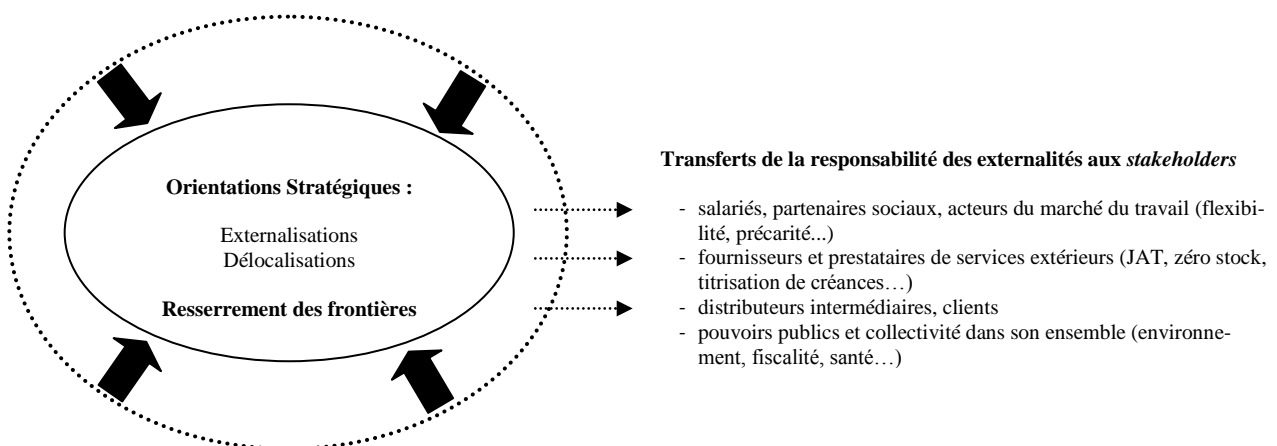 Orientations Stratégiques :
Externalisations
Délocalisations
Resserrement des frontières
Transferts de la responsabilité des externalités aux stakeholders
- salariés, partenaires sociaux, acteurs du marché du travail (flexibi-
lité, précarité...)
- fournisseurs et prestataires de services extérieurs (JAT, zéro stock,
titrisation de créances…)
- distributeurs intermédiaires, clients
- pouvoirs publics et collectivité dans son ensemble (environne-
ment, fiscalité, santé…)